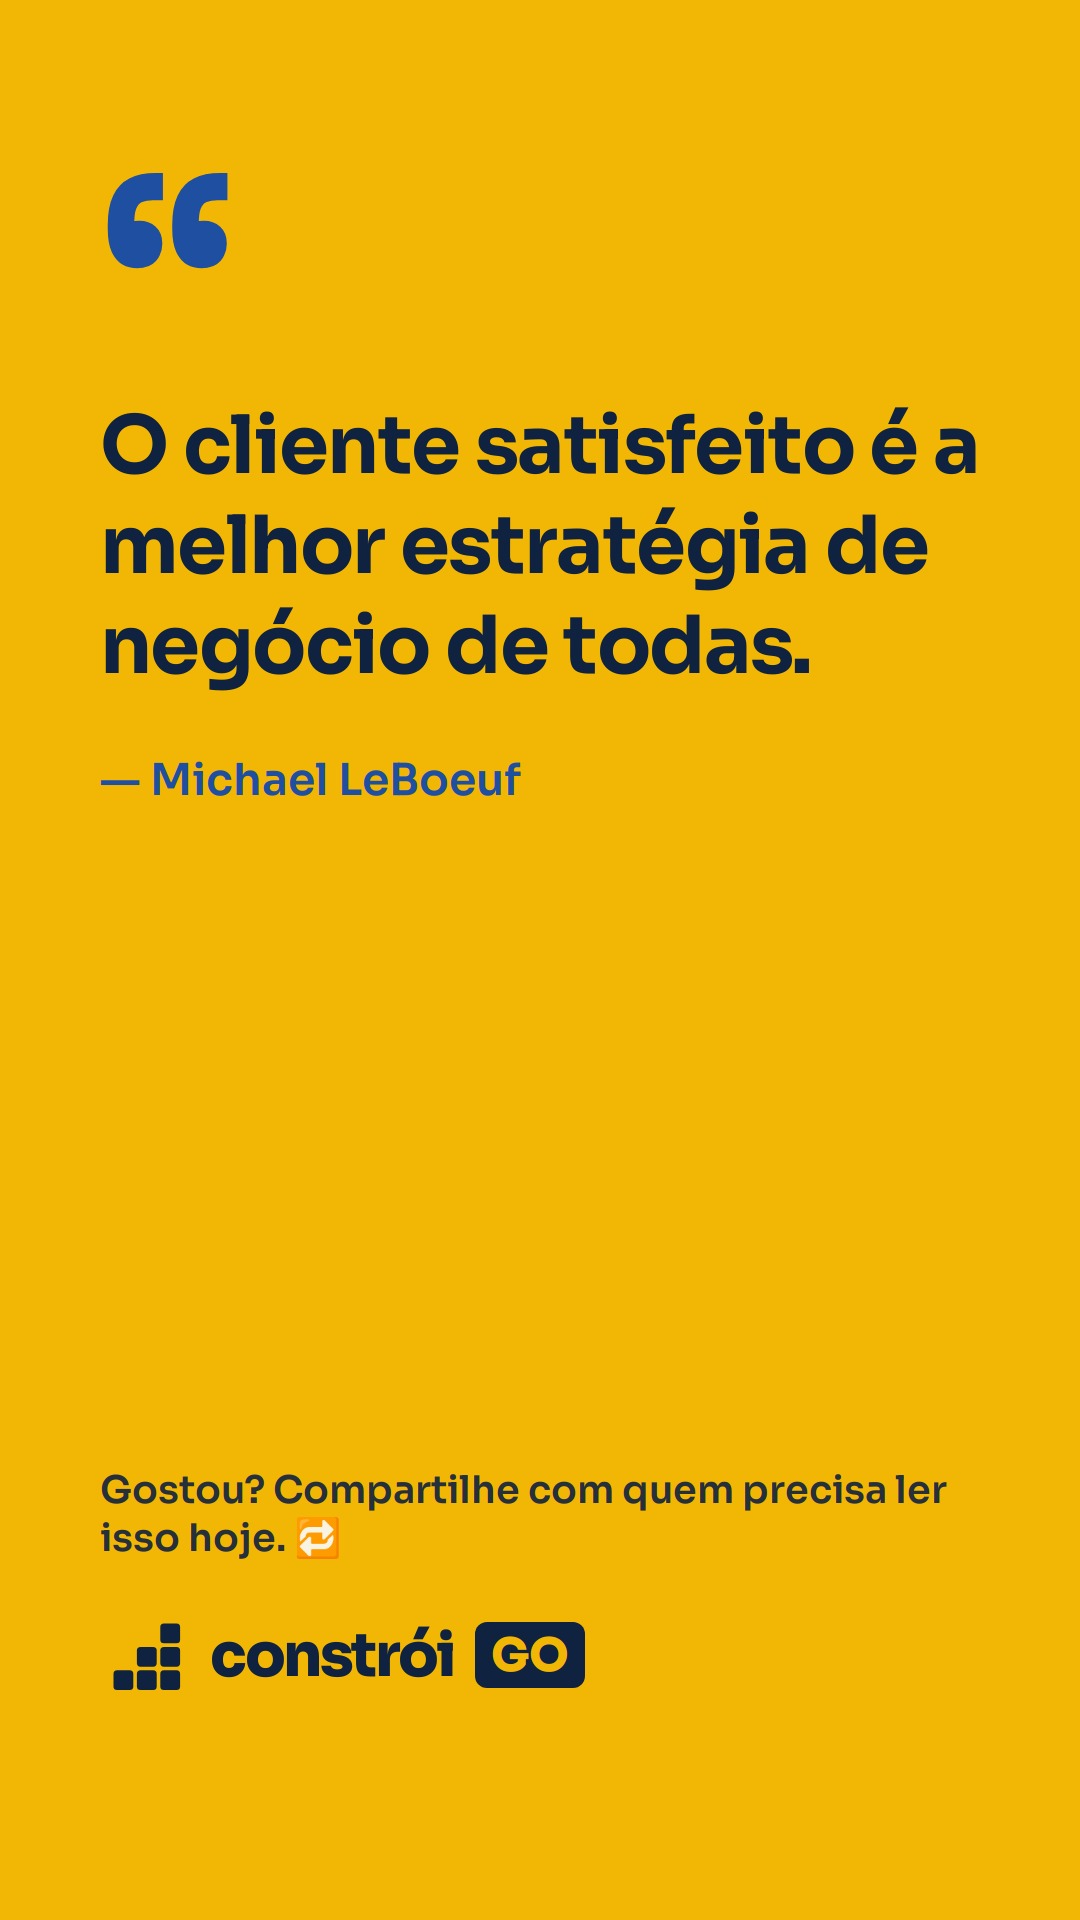 “
O cliente satisfeito é a
melhor estratégia de
negócio de todas.
— Michael LeBoeuf
Gostou? Compartilhe com quem precisa ler
isso hoje. 🔁
constrói GO